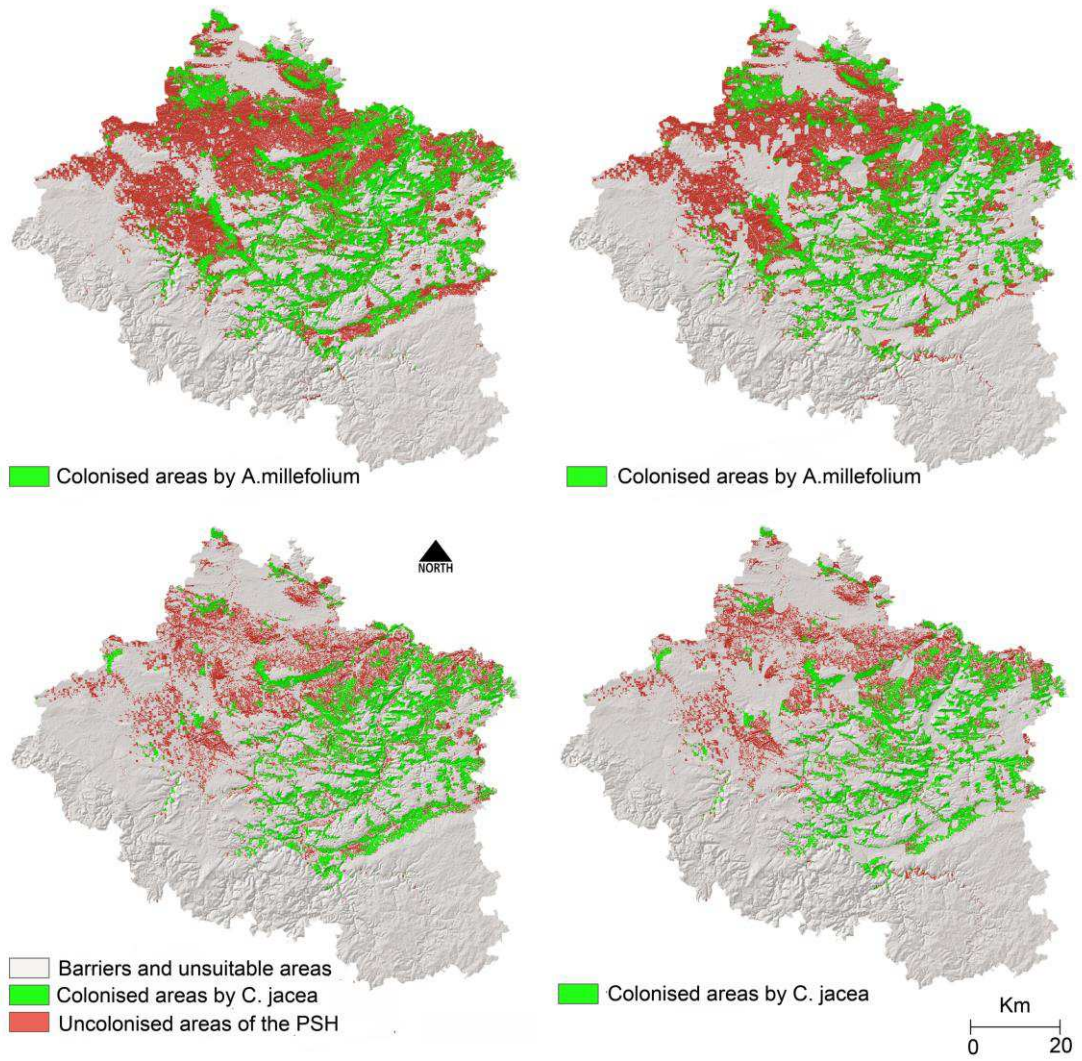 Colonised areas by A.millefolium
Colonised areas by A.millefolium
NORTH
Barriers and unsuitable areas
Colonised areas by C. jacea
Uncolonised areas of the PSH
Colonised areas by C. jacea
Km
0 20